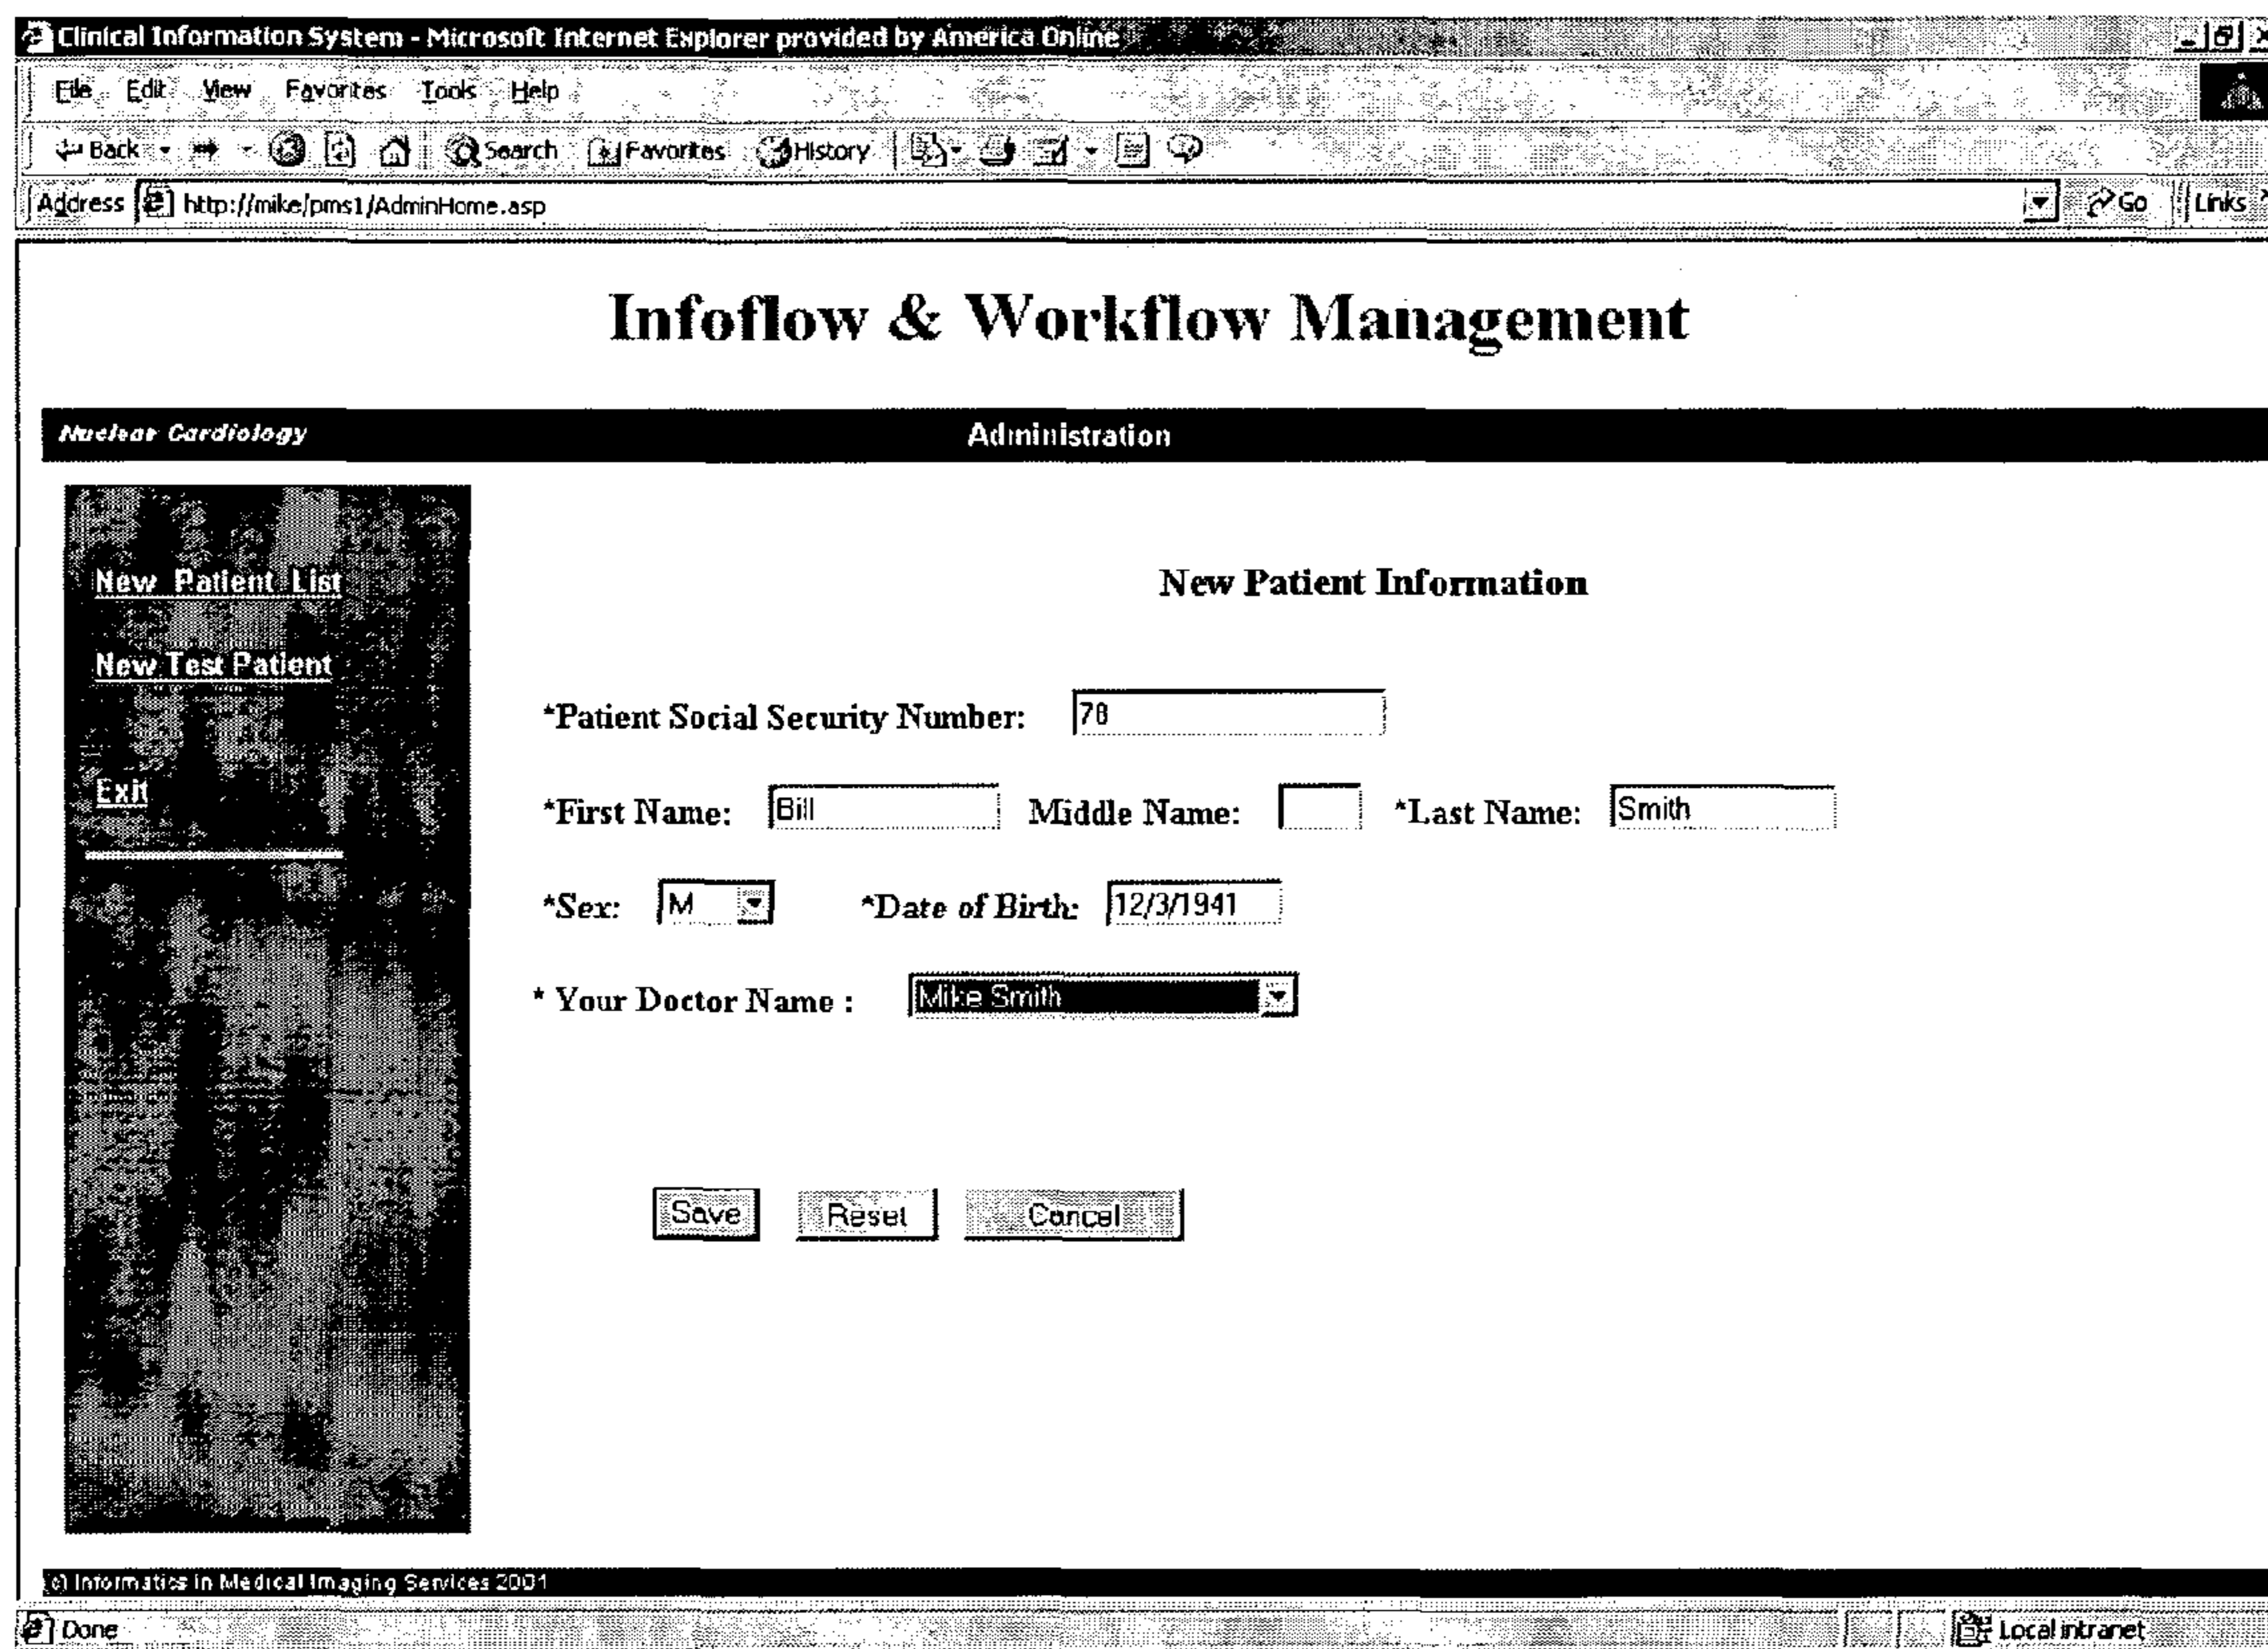 Clinical Information System - Microsoft Internet Explorer provided by America Online
File Edit View Favorites Tools Help
Back Search Favorites History
Address http://mike/pms1/AdminHome.asp Go Links
Infoflow & Workflow Management
Nuclear Cardiology Administration
New Patient List
New Patient Information
New Test Patient
*Patient Social Security Number: 78
Exit
*First Name: Bill Middle Name: *Last Name: Smith
*Sex: M *Date of Birth: 12/3/1941
* Your Doctor Name : Mike Smith
Save Reset Cancel
(c) Informatics in Medical Imaging Services 2001
Done Local intranet